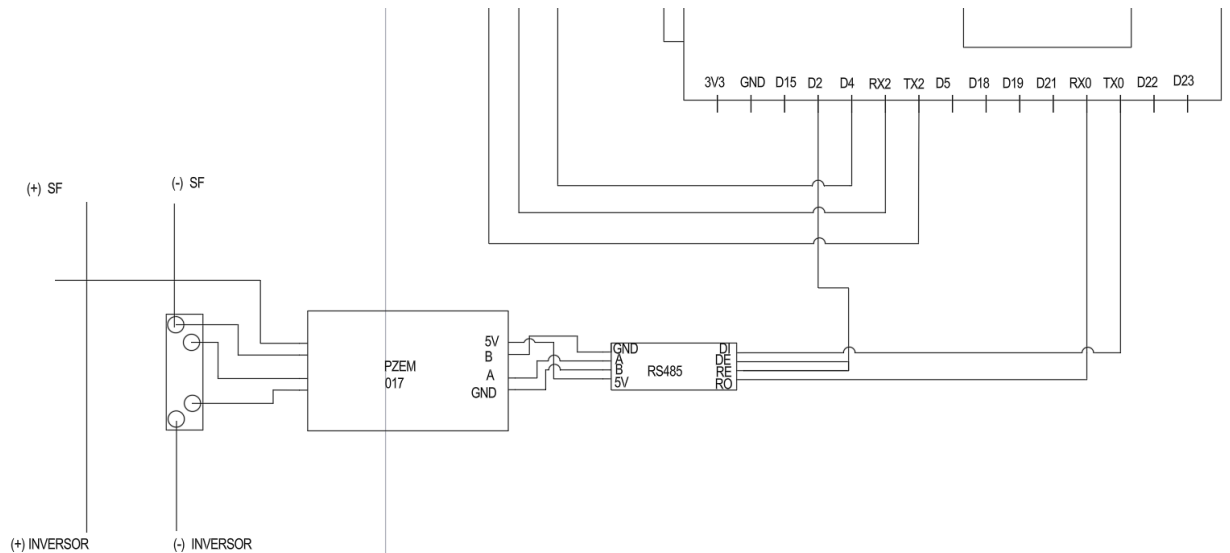 3V3 GND D15 D2 D4 RX2 TX2 D5 D18 D19 D21 RX0 TX0 D22 D23
(+) SF
(-) SF
PZEM
017
5V
B
A
GND
GND
A
B
5V
RS485
DI
DE
RE
RO
(+) INVERSOR
(-) INVERSOR